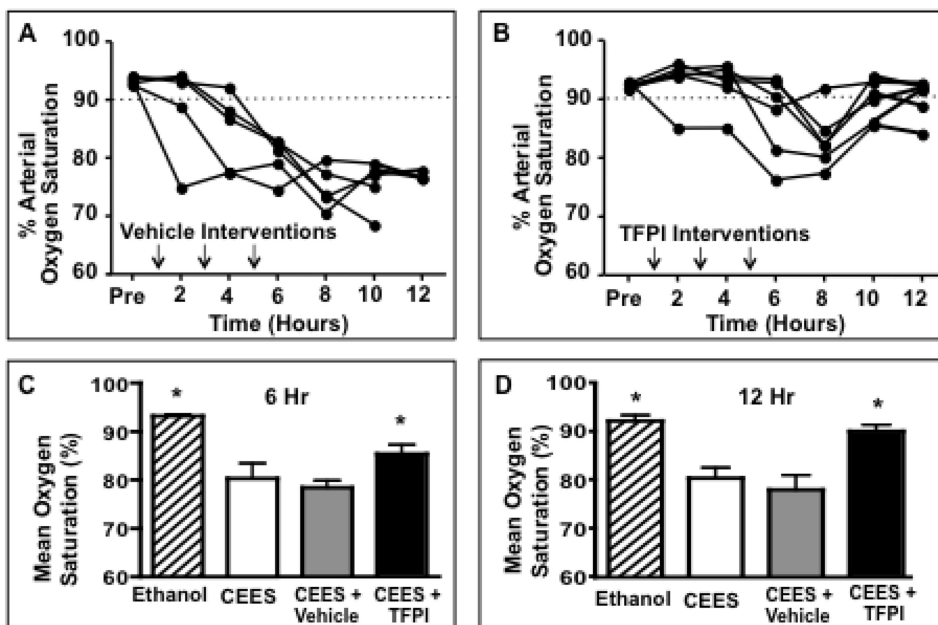 A
% Arterial
Oxygen Saturation
100
90
80
70
60
Vehicle Interventions
Pre 2 4 6 8 10 12
Time (Hours)
B
% Arterial
Oxygen Saturation
100
90
80
70
60
TFPI Interventions
Pre 2 4 6 8 10 12
Time (Hours)
C
Mean Oxygen
Saturation (%)
100
90
80
70
60
6 Hr
* *
Ethanol CEES CEES + Vehicle CEES + TFPI
D
Mean Oxygen
Saturation (%)
100
90
80
70
60
12 Hr
* *
Ethanol CEES CEES + Vehicle CEES + TFPI